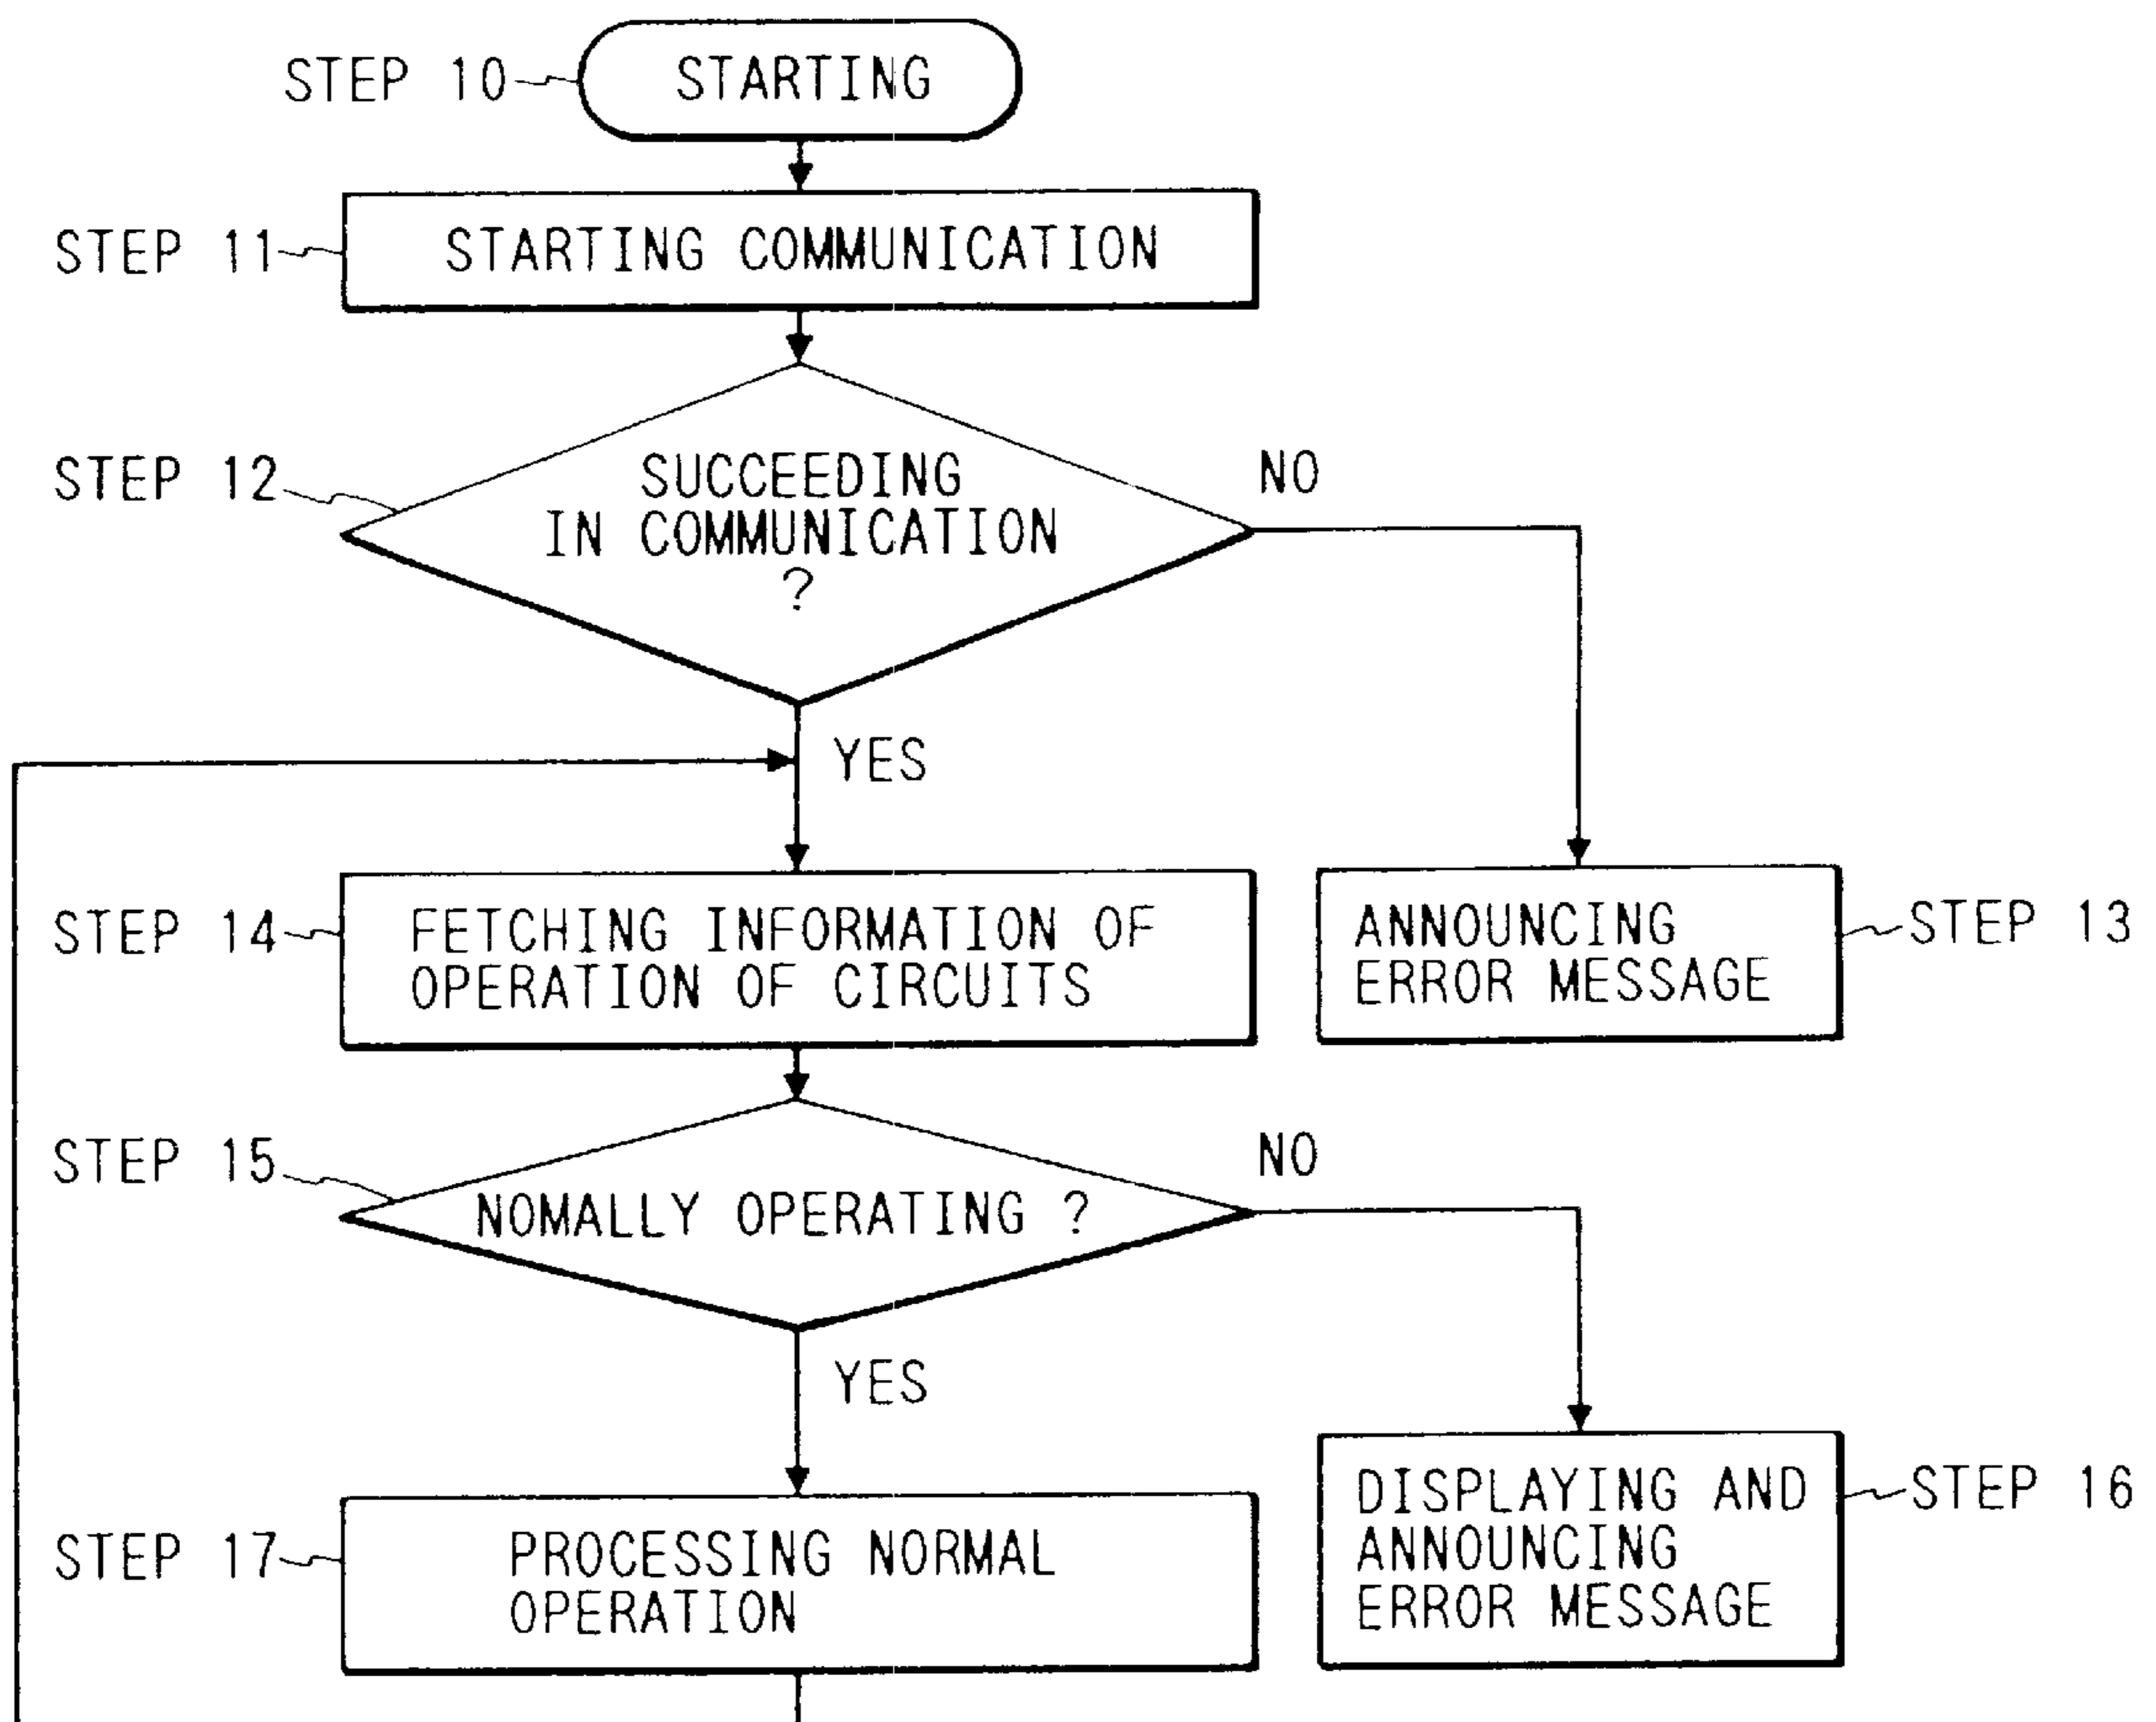 STEP 10
STARTING
STEP 11
STARTING COMMUNICATION
STEP 12
SUCCEEDING
IN COMMUNICATION
?
NO
YES
STEP 14
FETCHING INFORMATION OF
OPERATION OF CIRCUITS
ANNOUNCING
ERROR MESSAGE
STEP 13
STEP 15
NOMALLY OPERATING ?
NO
YES
STEP 17
PROCESSING NORMAL
OPERATION
DISPLAYING AND
ANNOUNCING
ERROR MESSAGE
STEP 16